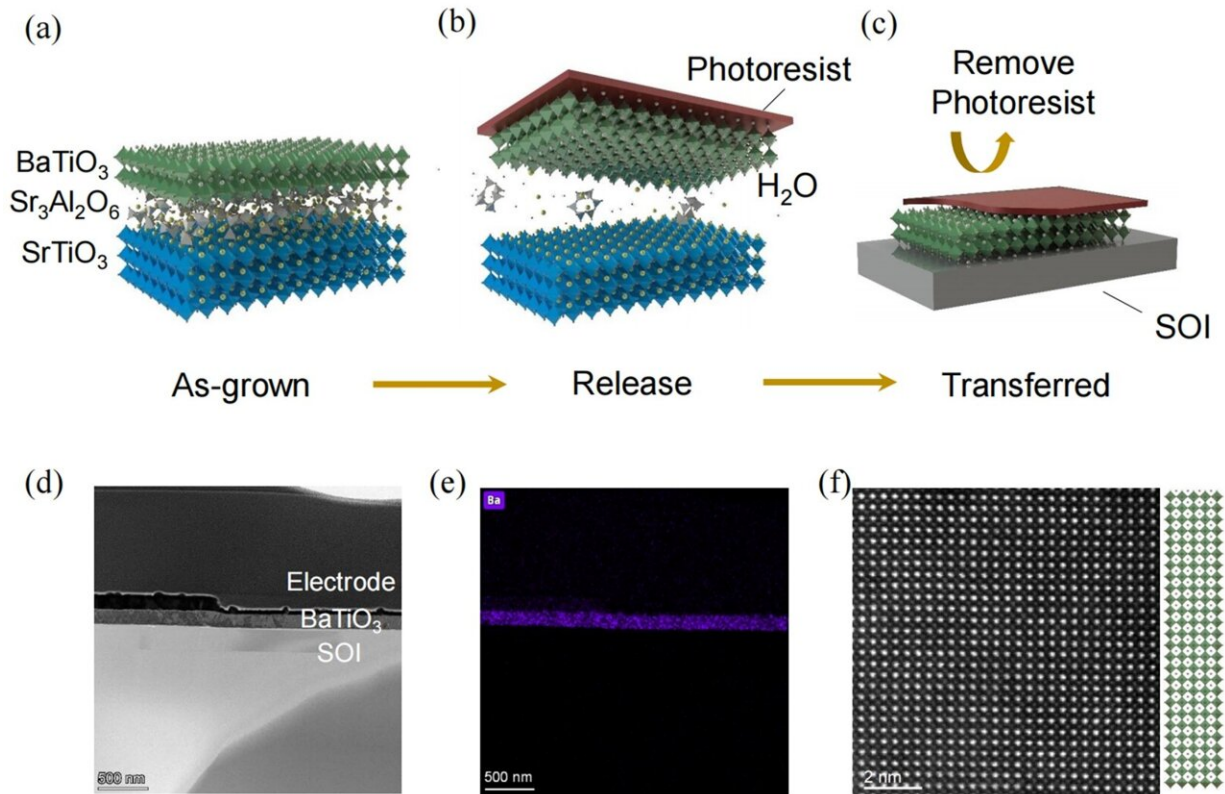 (a)
(b)
(c)
Photoresist
Remove
Photoresist
BaTiO₃
Sr₃Al₂O₆
SrTiO₃
H₂O
SOI
As-grown
Release
Transferred
(d)
(e)
(f)
Electrode
BaTiO₃
SOI
500 nm
Ba
500 nm
2 nm